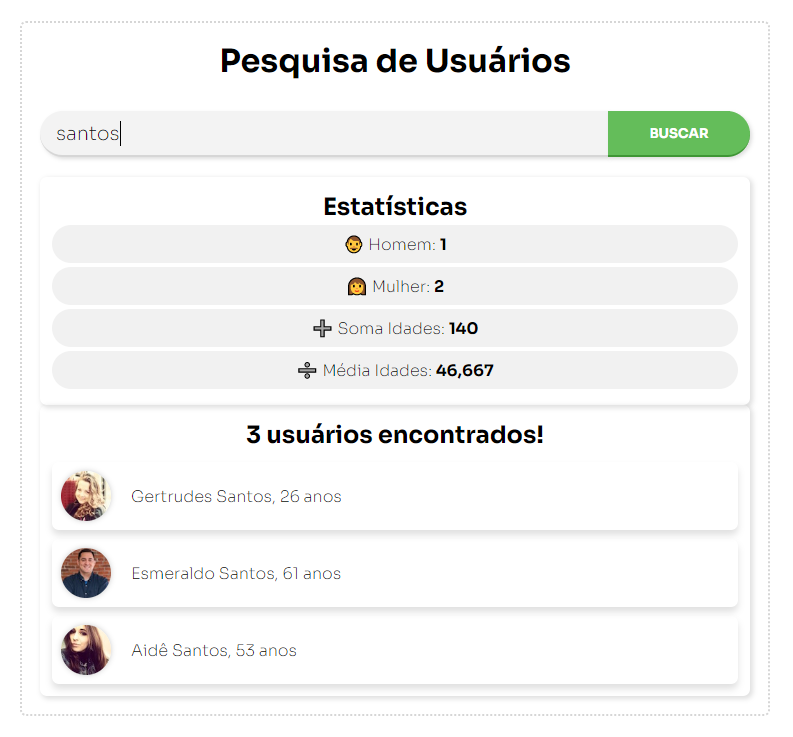 Pesquisa de Usuários
santos
BUSCAR
Estatísticas
Homem: 1
Mulher: 2
Soma Idades: 140
Média Idades: 46,667
3 usuários encontrados!
Gertrudes Santos, 26 anos
Esmeraldo Santos, 61 anos
Aidê Santos, 53 anos